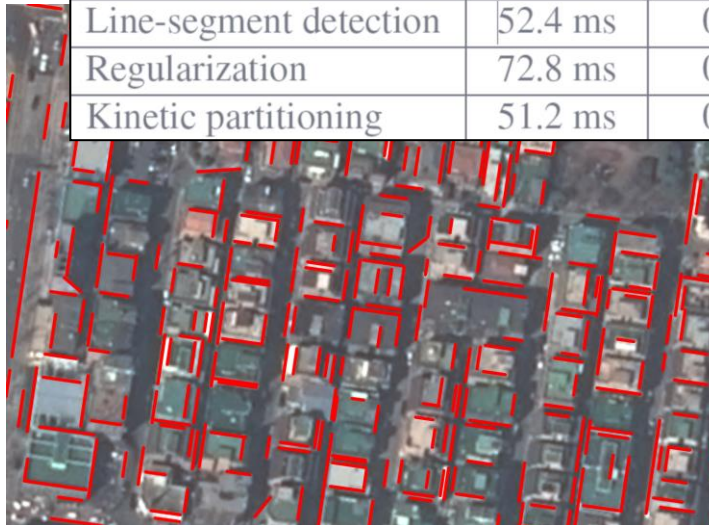 Line-segment detection 52.4 ms
Regularization 72.8 ms
Kinetic partitioning 51.2 ms